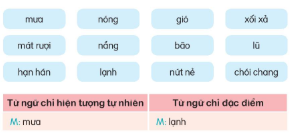 mưa nóng gió xối xả
mát rượi nắng bão lũ
hạn hán lạnh nứt nẻ chói chang
Từ ngữ chỉ hiện tượng tự nhiên Từ ngữ chỉ đặc điểm
M: mưa M: lạnh